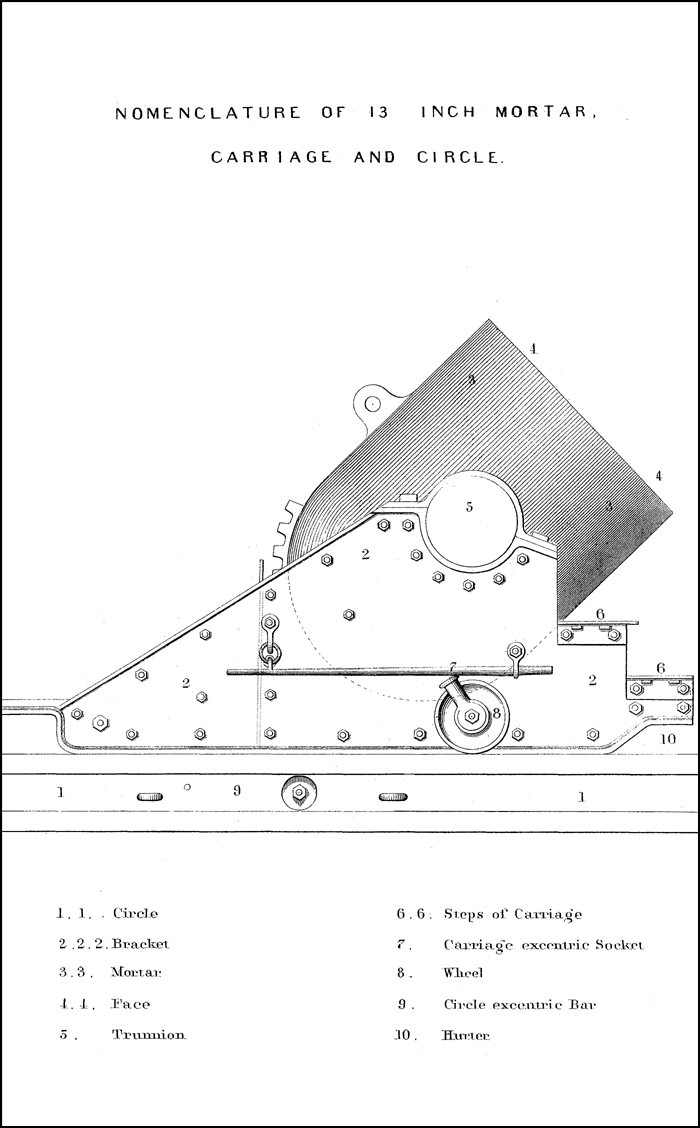 NOMENCLATURE OF 13 INCH MORTAR,
CARRIAGE AND CIRCLE.
4
3
4
5
3
2
6
7
6
2
2
8
10
1
9
1
1. 1. . Circle
2.2.2. Bracket
3.3. Mortar
4.4. Face
5. Trunnion
6.6. Steps of Carriage
7. Carriage excentric Socket
8. Wheel
9. Circle excentric Bar
10. Hurter